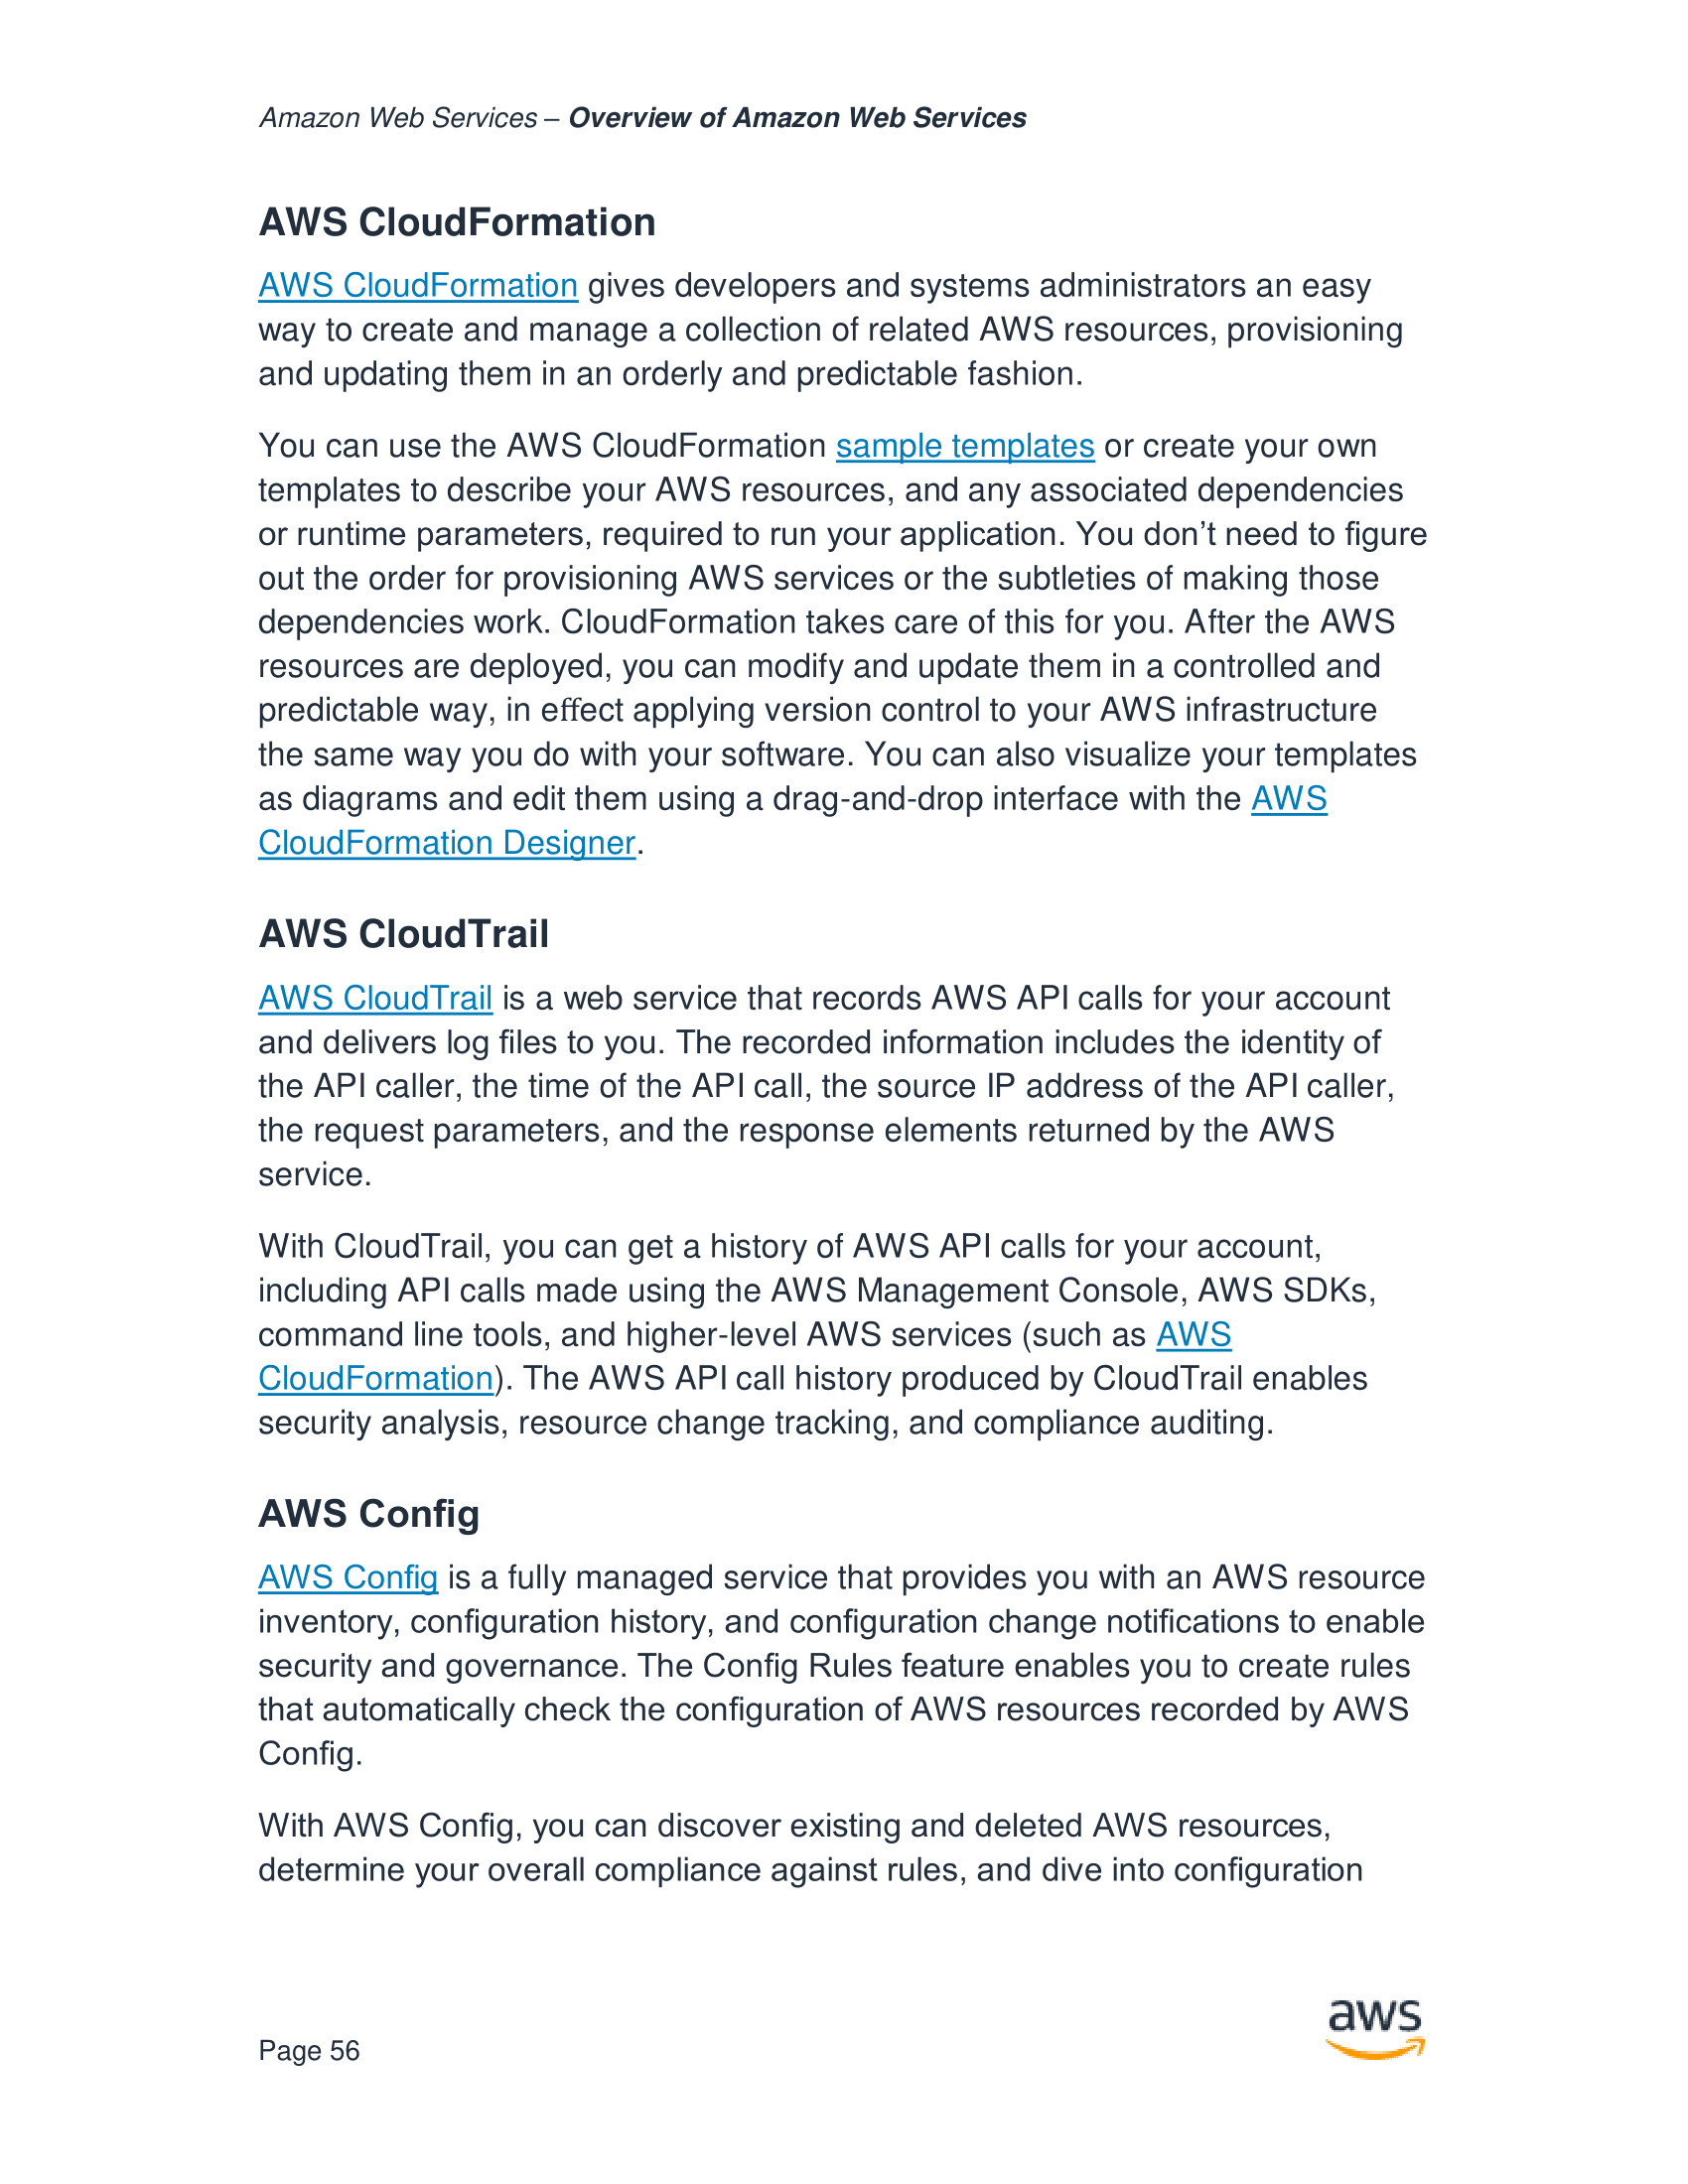 Amazon Web Services – Overview of Amazon Web Services
AWS CloudFormation
AWS CloudFormation gives developers and systems administrators an easy
way to create and manage a collection of related AWS resources, provisioning
and updating them in an orderly and predictable fashion.
You can use the AWS CloudFormation sample templates or create your own
templates to describe your AWS resources, and any associated dependencies
or runtime parameters, required to run your application. You don’t need to figure
out the order for provisioning AWS services or the subtleties of making those
dependencies work. CloudFormation takes care of this for you. After the AWS
resources are deployed, you can modify and update them in a controlled and
predictable way, in effect applying version control to your AWS infrastructure
the same way you do with your software. You can also visualize your templates
as diagrams and edit them using a drag-and-drop interface with the AWS
CloudFormation Designer.
AWS CloudTrail
AWS CloudTrail is a web service that records AWS API calls for your account
and delivers log files to you. The recorded information includes the identity of
the API caller, the time of the API call, the source IP address of the API caller,
the request parameters, and the response elements returned by the AWS
service.
With CloudTrail, you can get a history of AWS API calls for your account,
including API calls made using the AWS Management Console, AWS SDKs,
command line tools, and higher-level AWS services (such as AWS
CloudFormation). The AWS API call history produced by CloudTrail enables
security analysis, resource change tracking, and compliance auditing.
AWS Config
AWS Config is a fully managed service that provides you with an AWS resource
inventory, configuration history, and configuration change notifications to enable
security and governance. The Config Rules feature enables you to create rules
that automatically check the configuration of AWS resources recorded by AWS
Config.
With AWS Config, you can discover existing and deleted AWS resources,
determine your overall compliance against rules, and dive into configuration
aws
Page 56